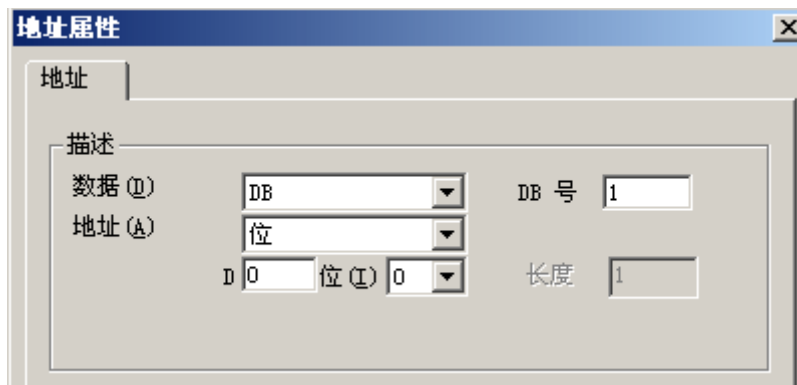 地址属性
地址
描述
数据(D) DB DB 号 1
地址(A) 位
D 0 位(I) 0 长度 1